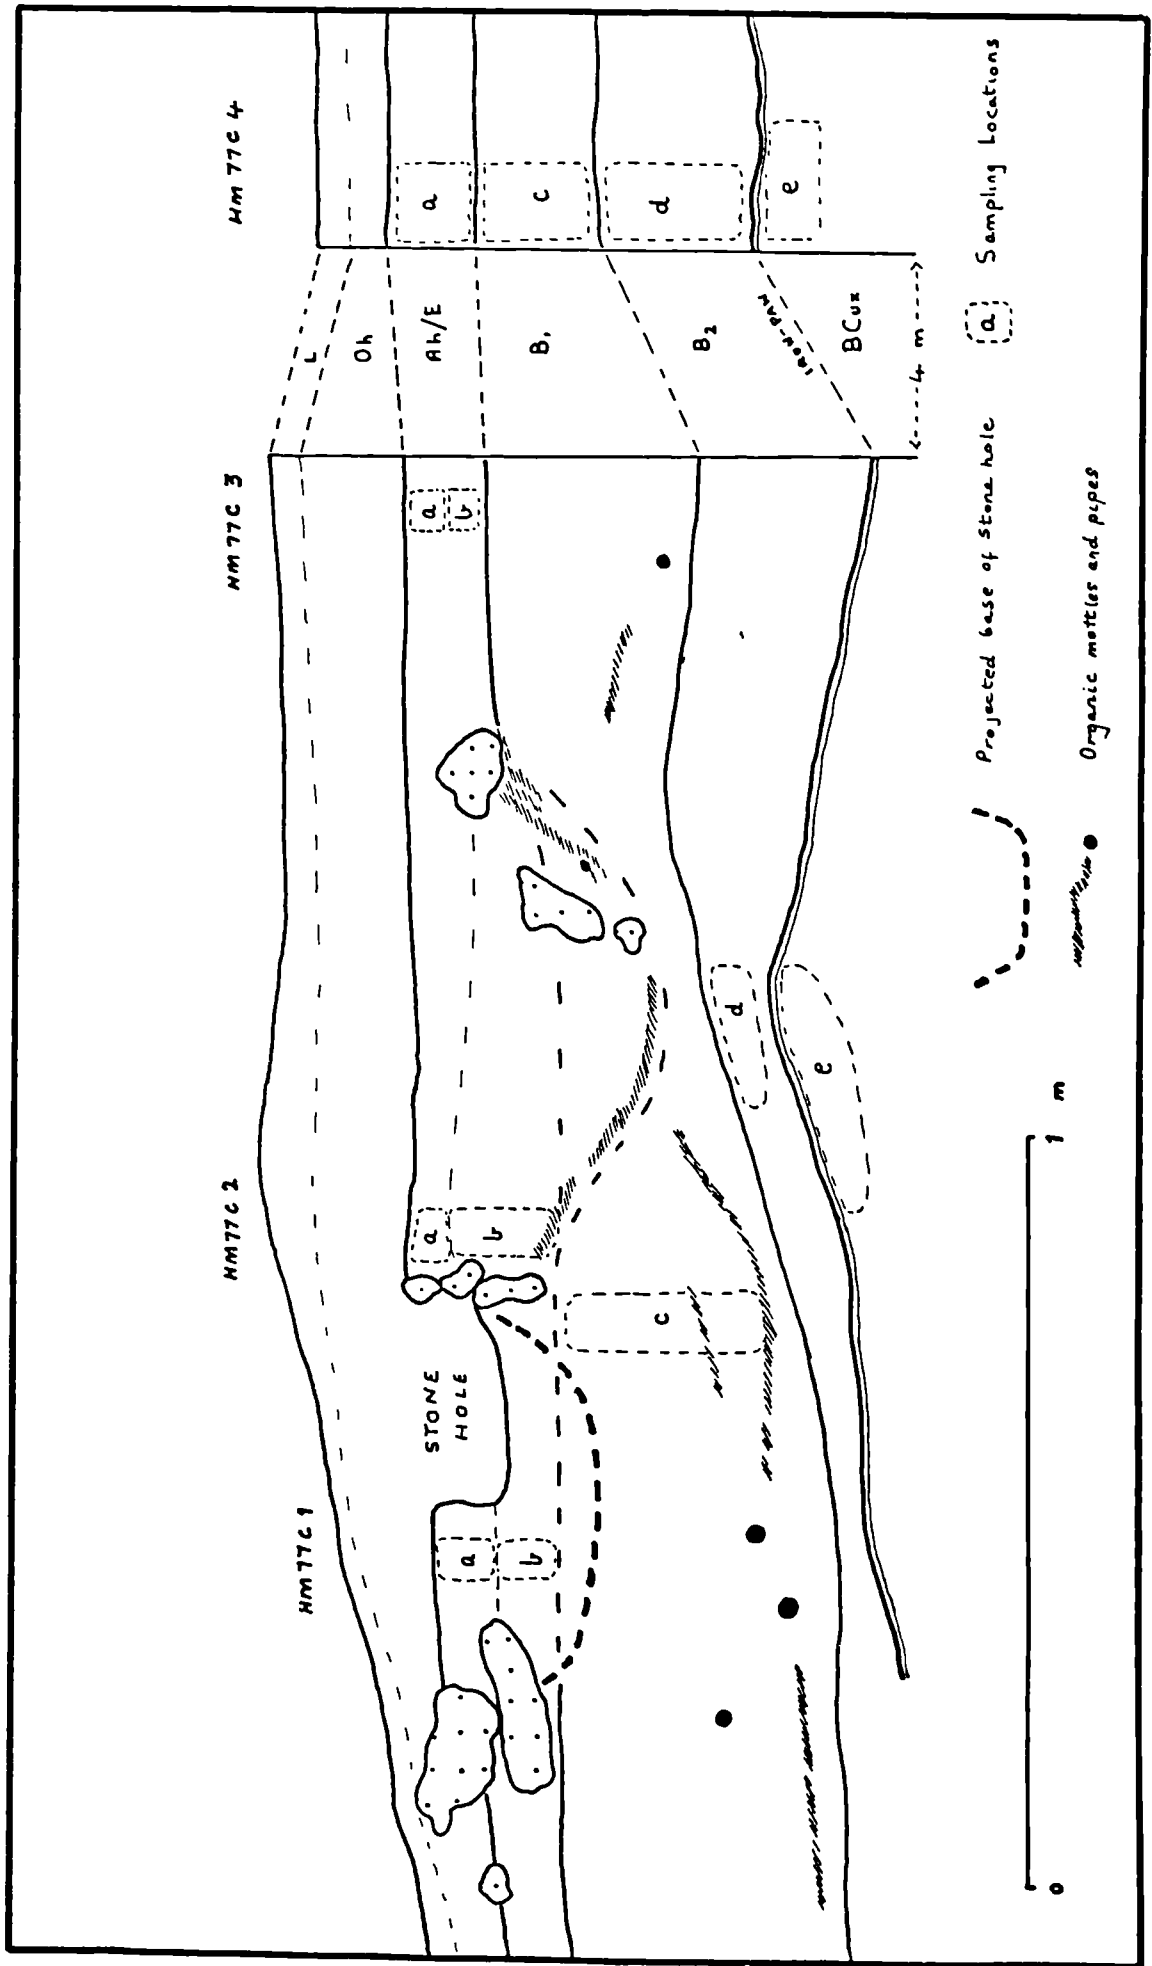 HM77C1
HM77C2
HM77C3
HM77C4
L
Oh
Ah/E
B₁
B₂
IRON-PAN
BCux
4 m
STONE
HOLE
a
b
a
b
c
d
e
a
b
a
c
d
e
0
1
m
Projected base of Stone hole
a
Sampling Locations
Organic mottles and pipes